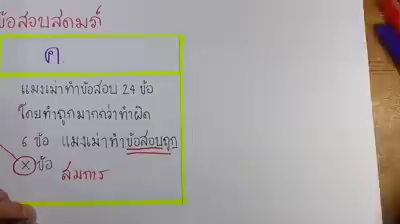 ข้อสอบสดมภ์
ค
แมงเม่าทำข้อสอบ 24 ข้อ
โดยทำถูกมากกว่าทำผิด
6 ข้อ แมงเม่าทำข้อสอบถูก
x ข้อ
สมการ